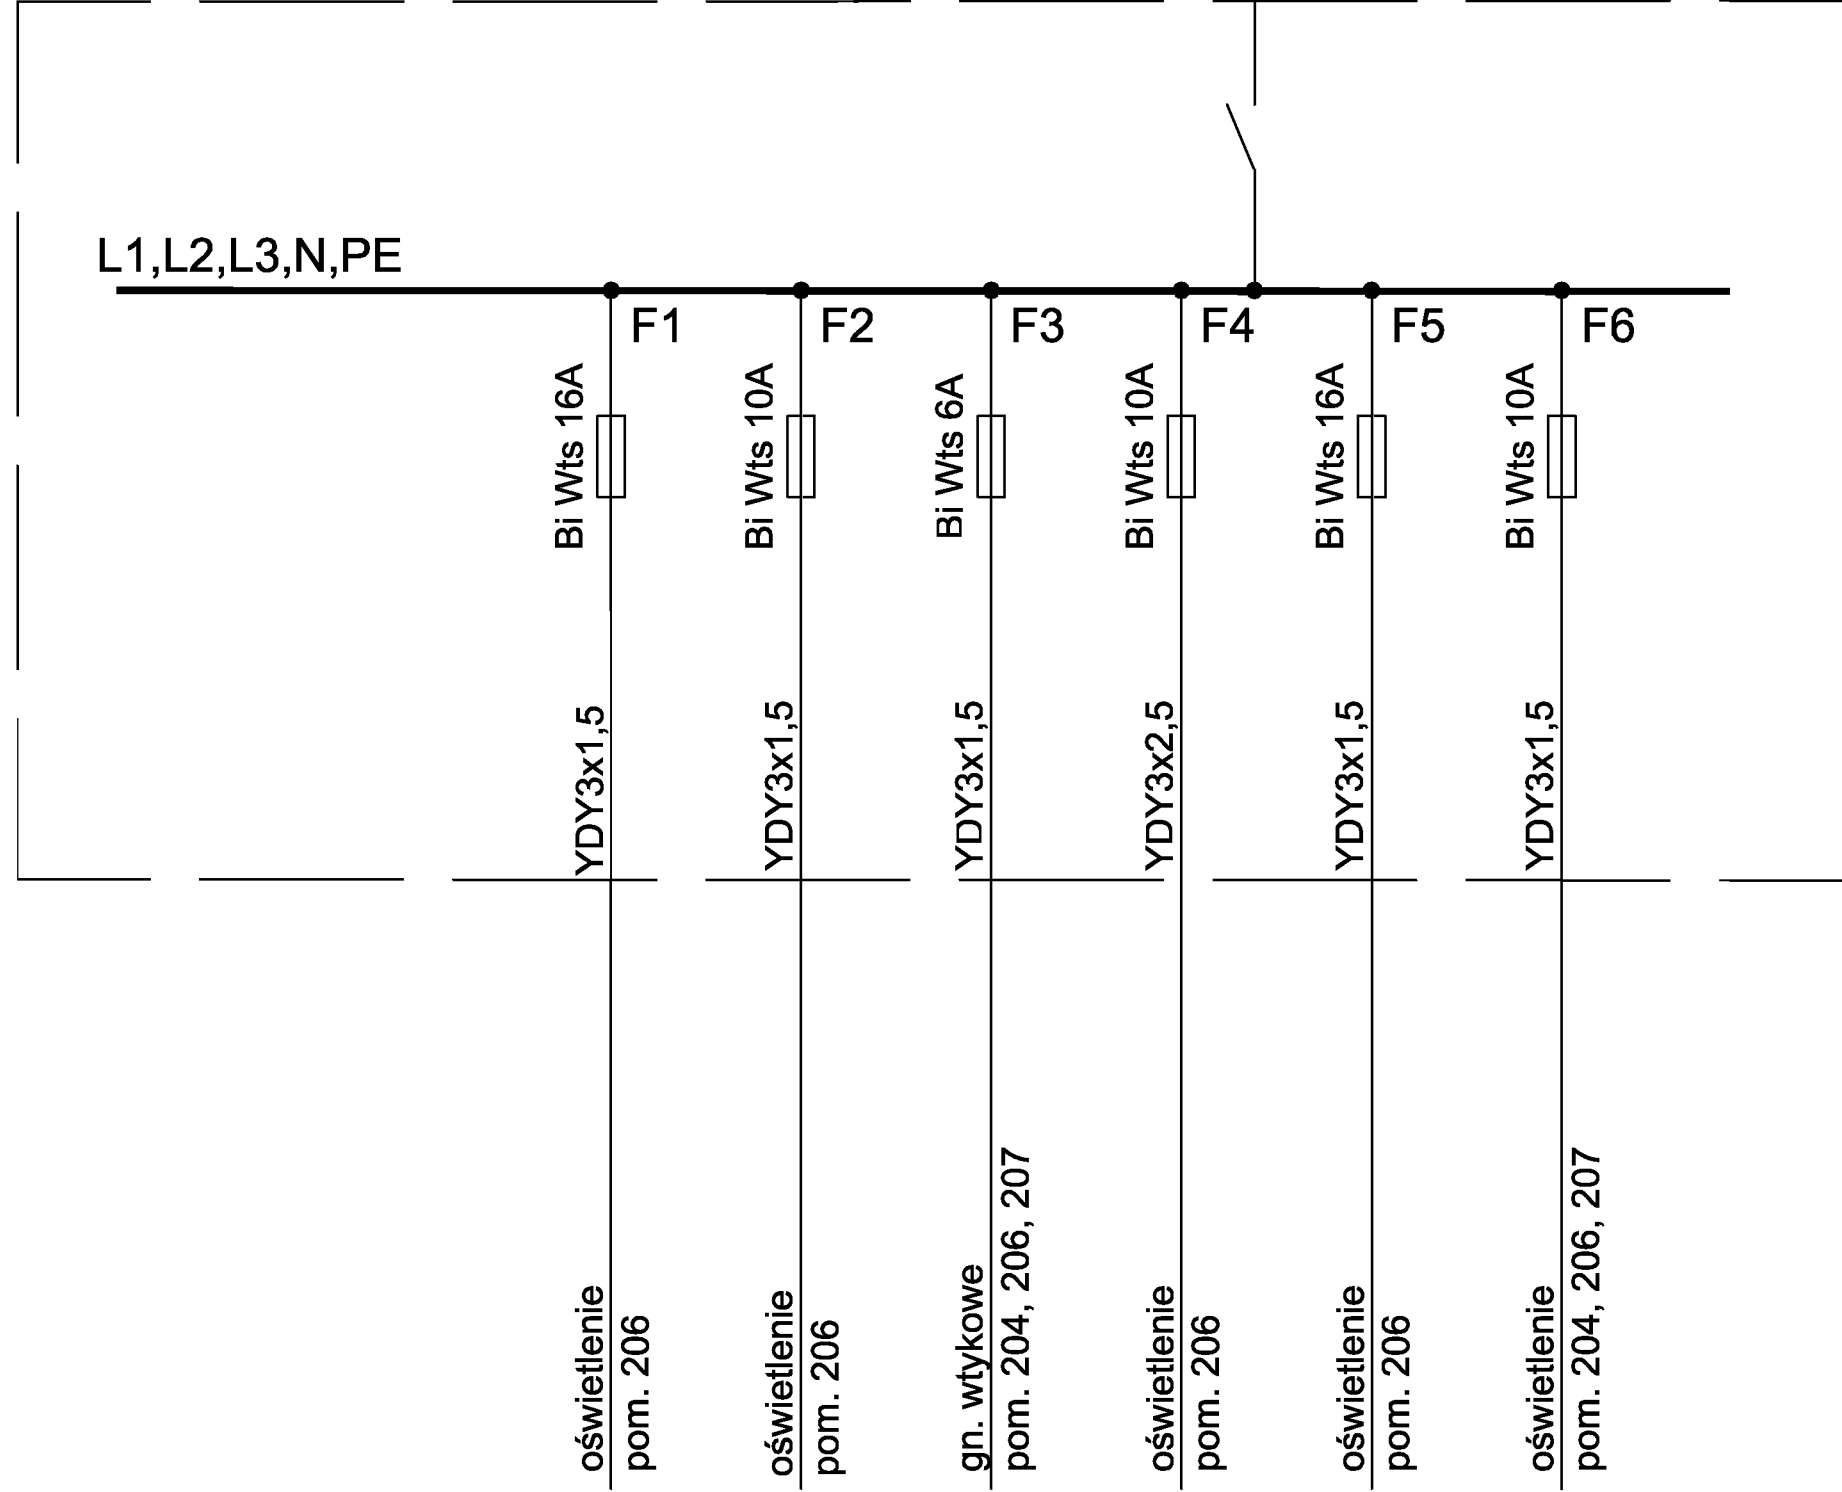 L1,L2,L3,N,PE
F1
F2
F3
F4
F5
F6
Bi Wts 16A
Bi Wts 10A
Bi Wts 6A
Bi Wts 10A
Bi Wts 16A
Bi Wts 10A
YDY3x1,5
YDY3x1,5
YDY3x1,5
YDY3x2,5
YDY3x1,5
YDY3x1,5
oświetlenie
pom. 206
oświetlenie
pom. 206
gn. wtykowe
pom. 204, 206, 207
oświetlenie
pom. 206
oświetlenie
pom. 206
oświetlenie
pom. 204, 206, 207